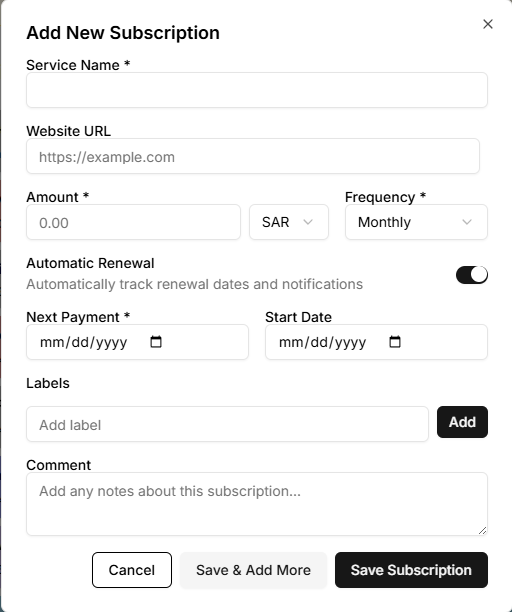 Add New Subscription
Service Name *
Website URL
https://example.com
Amount * Frequency *
0.00 SAR Monthly
Automatic Renewal
Automatically track renewal dates and notifications
Next Payment * Start Date
mm/dd/yyyy mm/dd/yyyy
Labels
Add label Add
Comment
Add any notes about this subscription...
Cancel Save & Add More Save Subscription